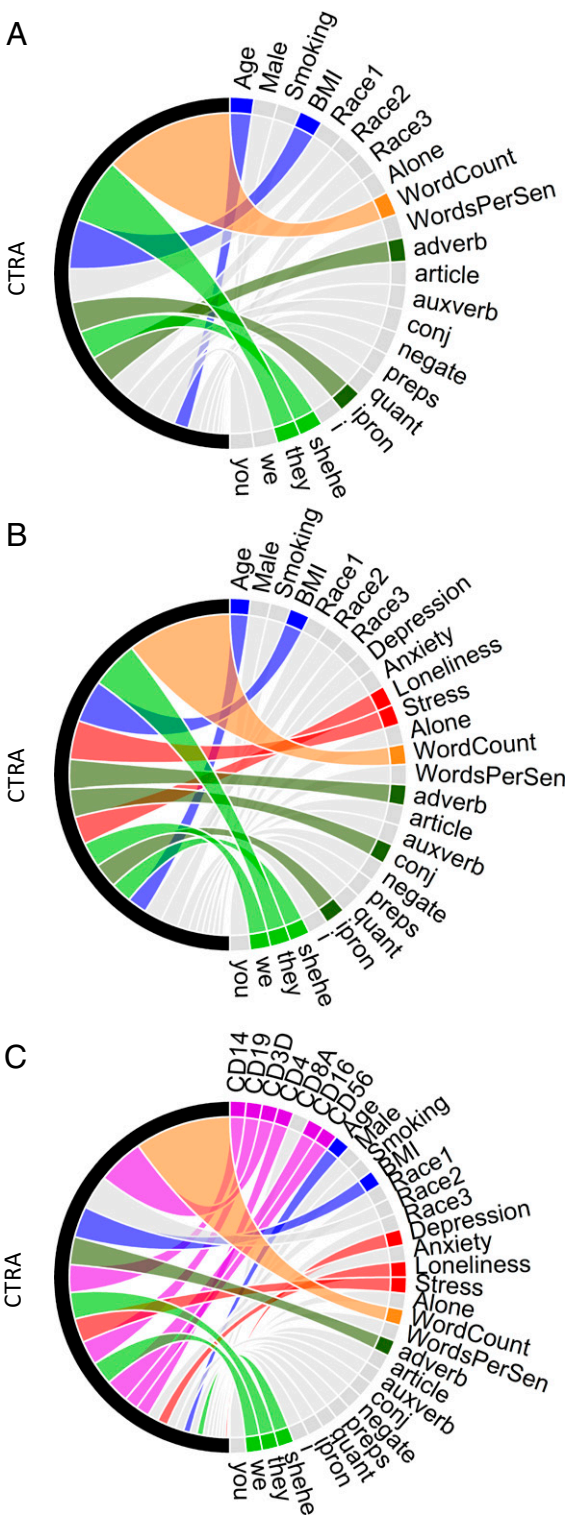 A
CTRA
Age
Male
Smoking
BMI
Race1
Race2
Race3
Alone
WordCount
WordsPerSen
adverb
article
auxverb
conj
negate
preps
quant
ipron
i
shehe
they
we
you
B
CTRA
Age
Male
Smoking
BMI
Race1
Race2
Race3
Depression
Anxiety
Loneliness
Stress
Alone
WordCount
WordsPerSen
adverb
article
auxverb
conj
negate
preps
quant
ipron
i
shehe
they
we
you
C
CTRA
CD14
CD19
CD3D
CD4
CD8A
CD16
CD56
Age
Male
Smoking
BMI
Race1
Race2
Race3
Depression
Anxiety
Loneliness
Stress
Alone
WordCount
WordsPerSen
adverb
article
auxverb
conj
negate
preps
quant
ipron
i
shehe
they
we
you